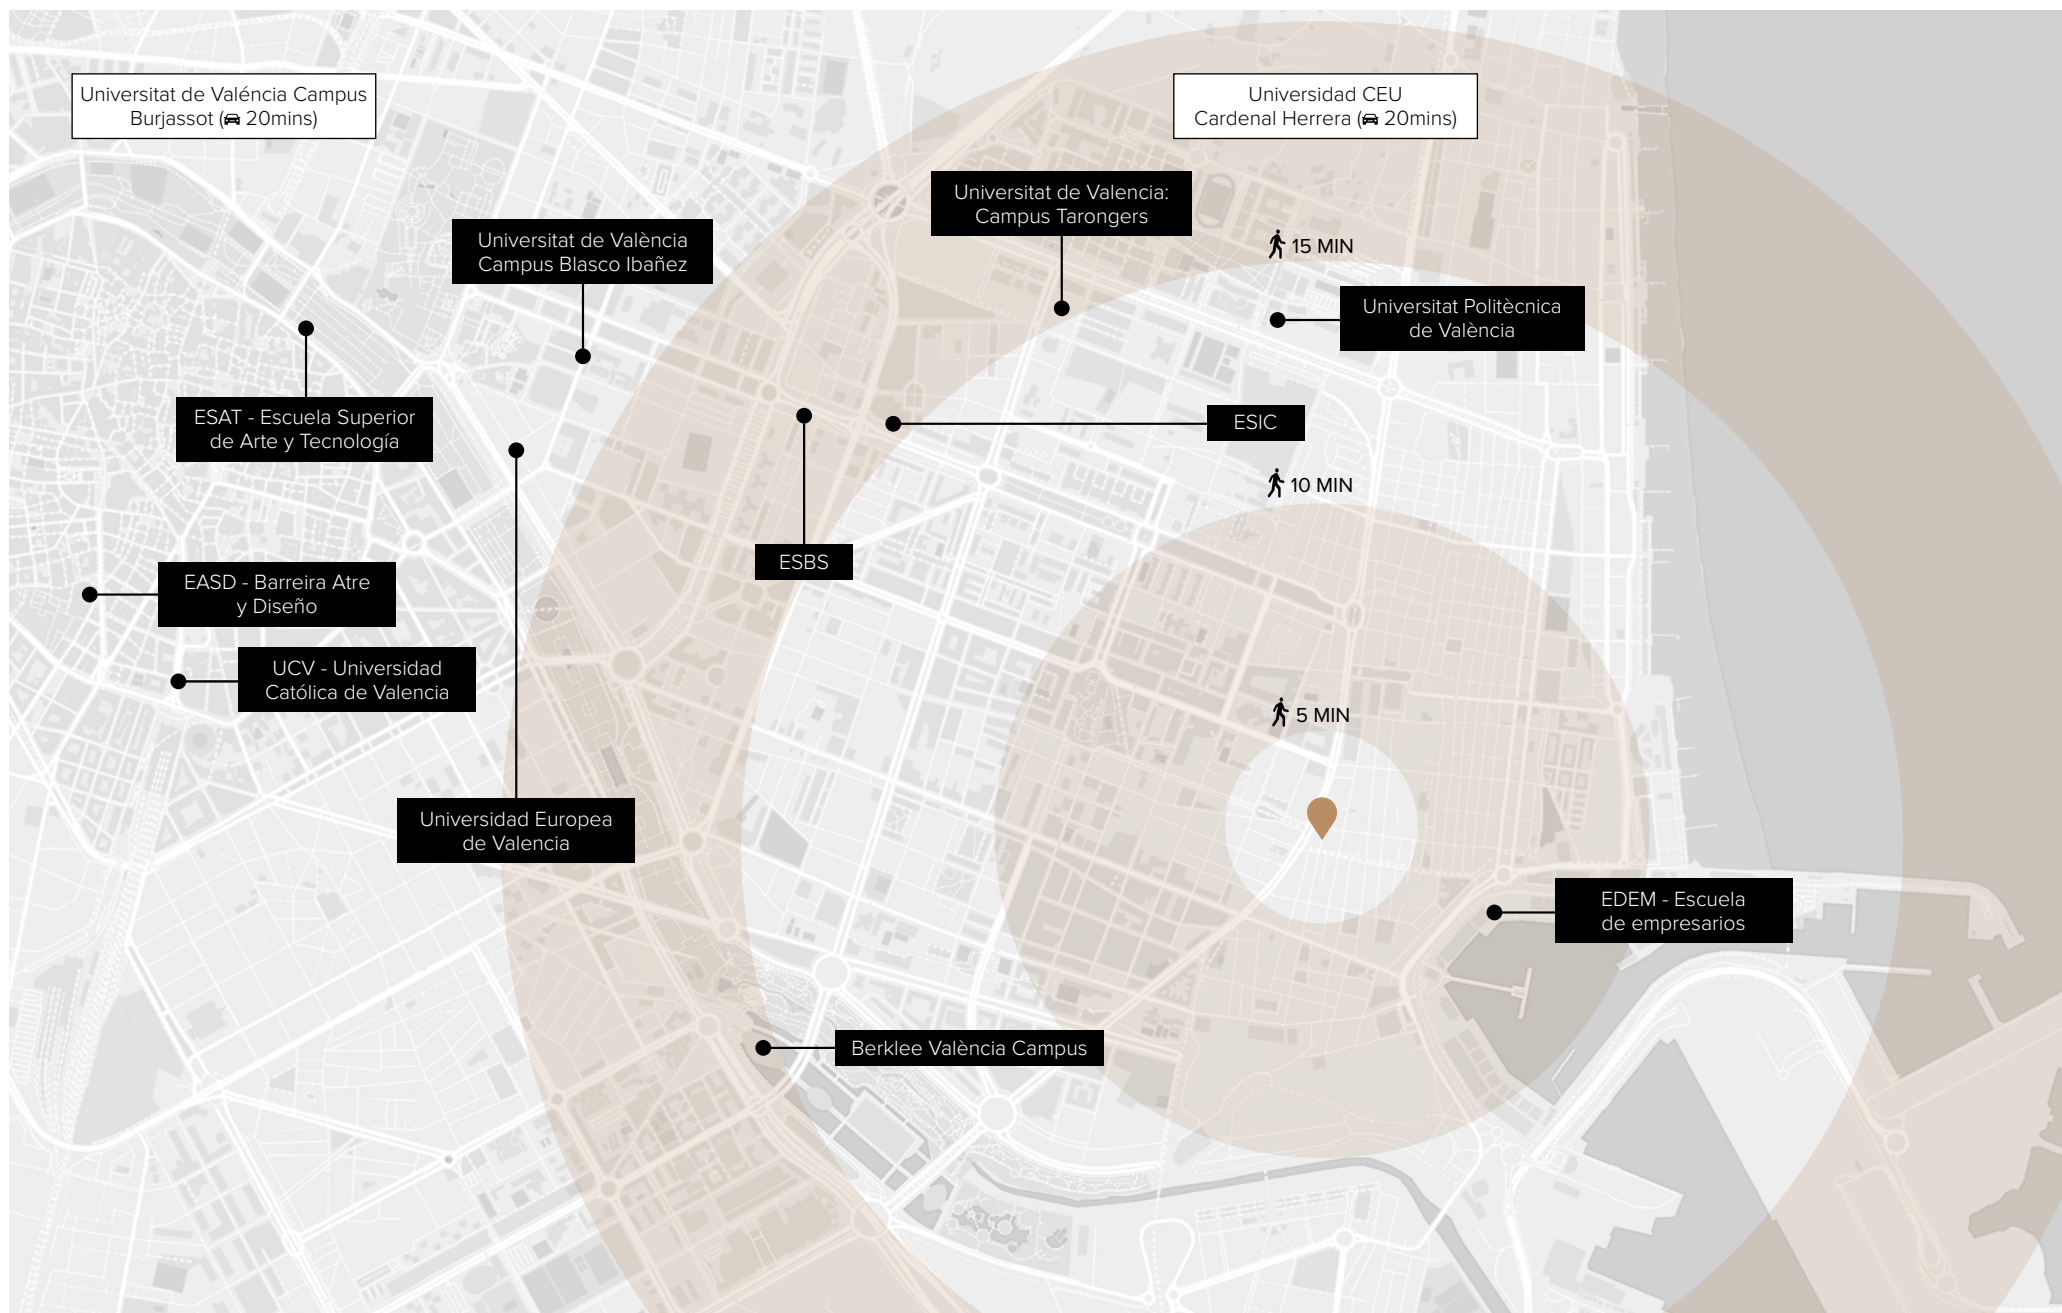 Universitat de Valéncia Campus
Burjassot (20mins)
Universidad CEU
Cardenal Herrera (20mins)
Universitat de Valencia:
Campus Tarongers
Universitat de València
Campus Blasco Ibañez
15 MIN
Universitat Politècnica
de València
ESAT - Escuela Superior
de Arte y Tecnología
ESIC
10 MIN
ESBS
EASD - Barreira Atre
y Diseño
UCV - Universidad
Católica de Valencia
5 MIN
Universidad Europea
de Valencia
EDEM - Escuela
de empresarios
Berklee València Campus